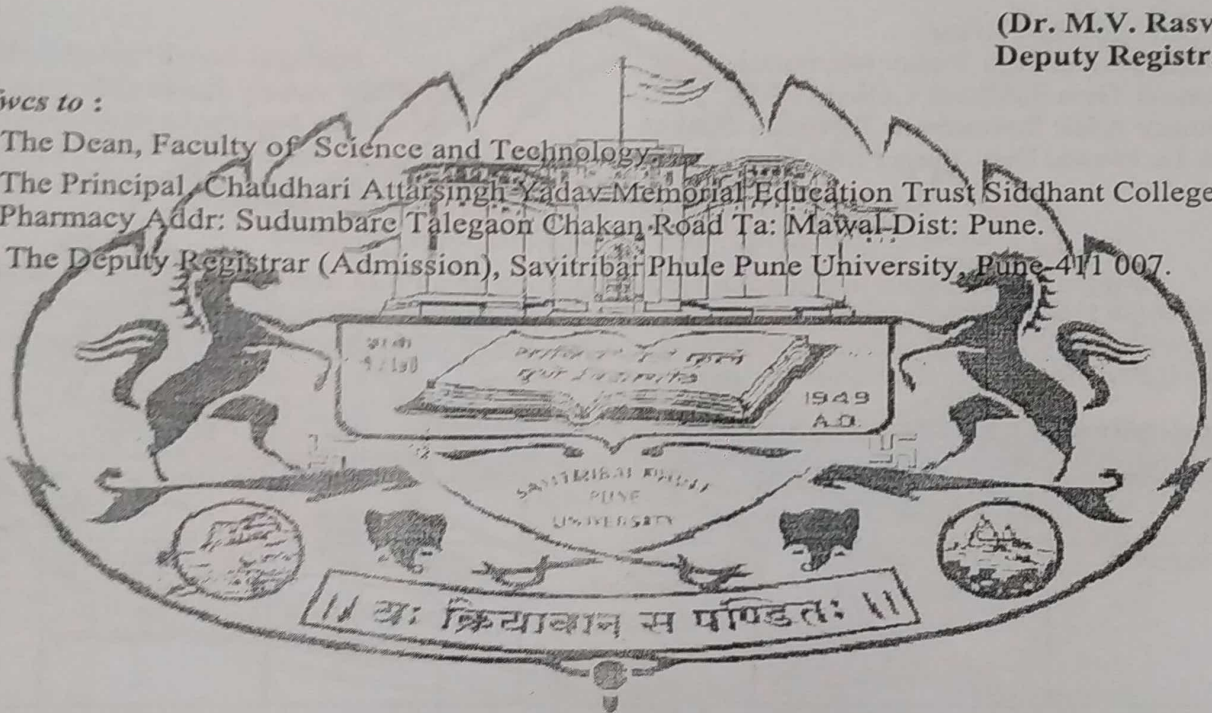 (Dr. M.V. Rasv
Deputy Registr
to :
The Dean, Faculty of Science and Technology
The Principal, Chaudhari Attarsingh Yadav Memorial Education Trust Siddhant College
Pharmacy Addr: Sudumbare Talegaon Chakan Road Ta: Mawal Dist: Pune.
The Deputy Registrar (Admission), Savitribai Phule Pune University, Pune-411 007.
1949
A.D.
SAVITRIBAI PHULE
PUNE
UNIVERSITY
॥ यः क्रियावान स पण्डितः ॥